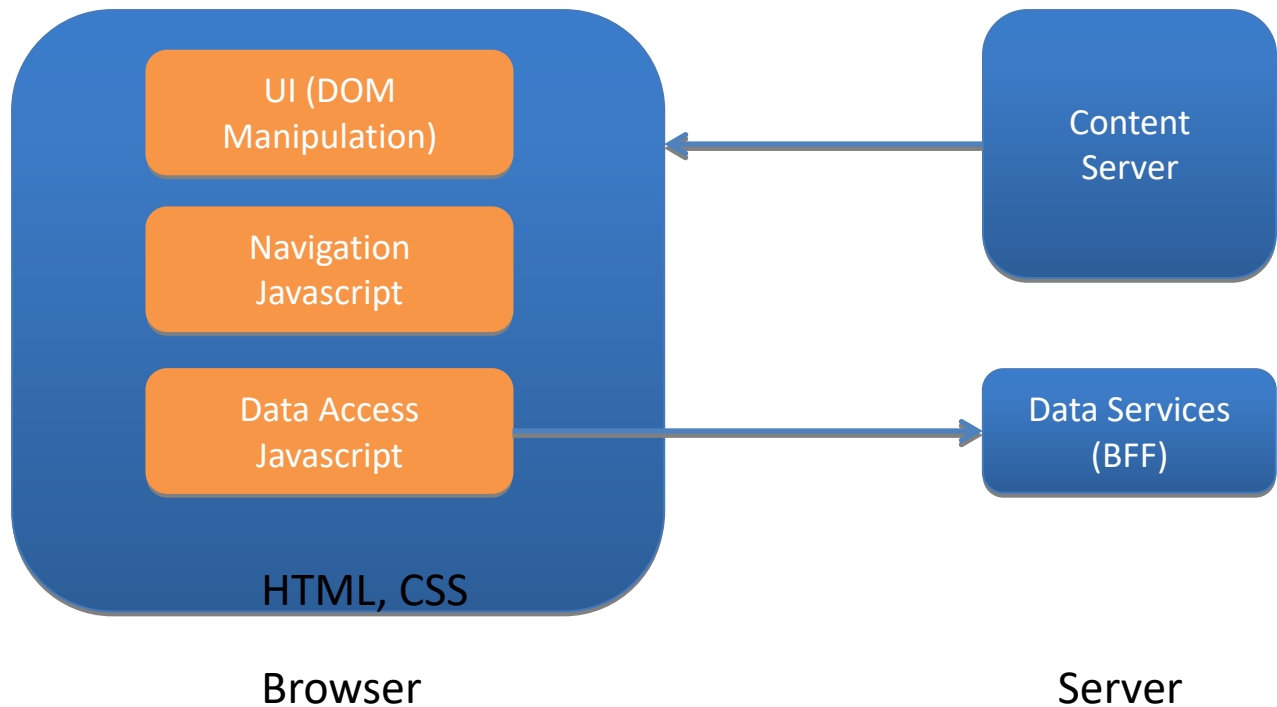 UI (DOM
Manipulation)
Navigation
Javascript
Data Access
Javascript
HTML, CSS
Browser
Content
Server
Data Services
(BFF)
Server